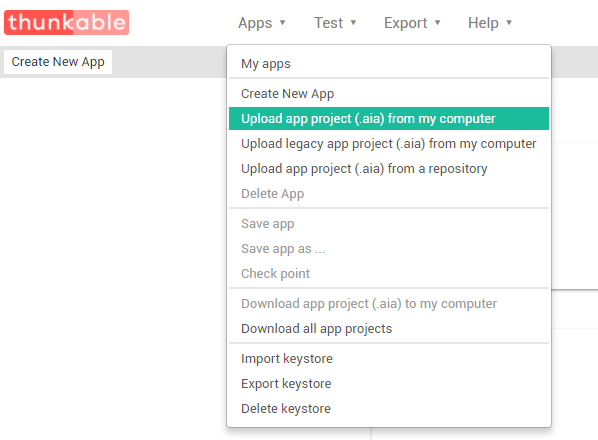 thunkable
Apps
Test
Export
Help
Create New App
My apps
Create New App
Upload app project (.aia) from my computer
Upload legacy app project (.aia) from my computer
Upload app project (.aia) from a repository
Delete App
Save app
Save app as ...
Check point
Download app project (.aia) to my computer
Download all app projects
Import keystore
Export keystore
Delete keystore